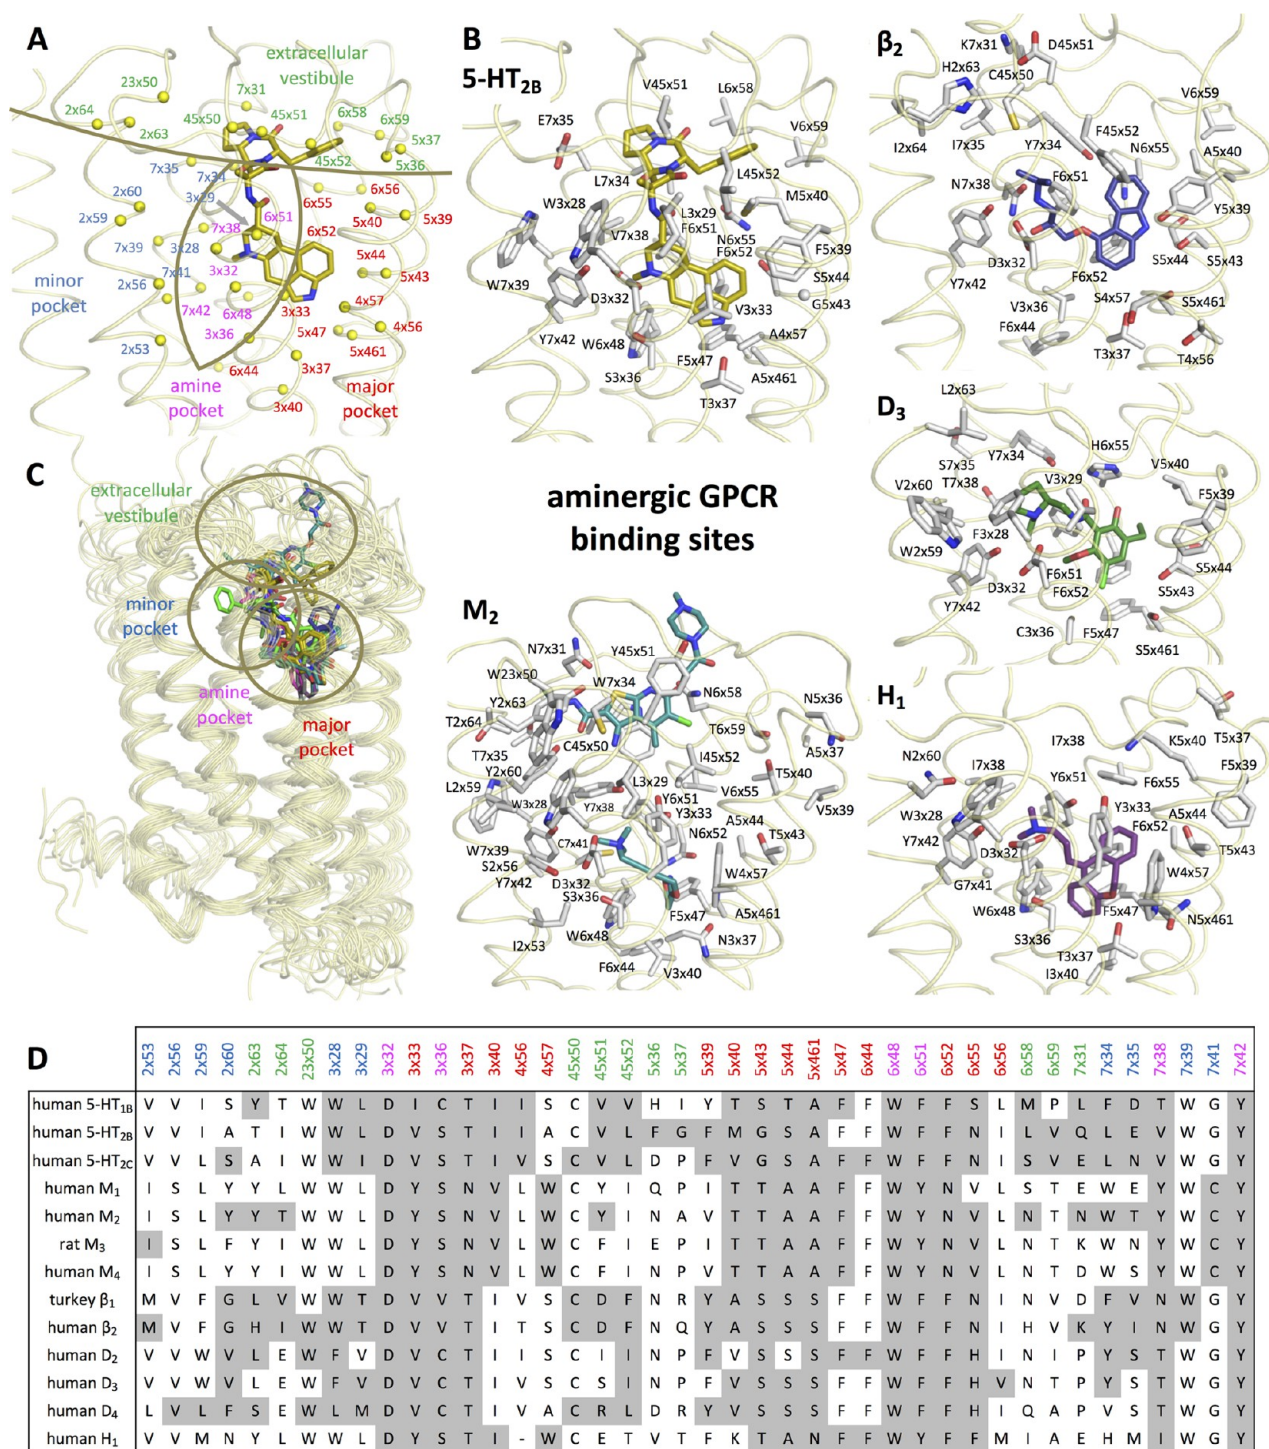 A
extracellular
vestibule
23x50
7x31
2x64
45x50
45x51
6x58
6x59
2x63
5x37
7x35
45x52
5x36
7x34
2x60
3x29
6x56
6x55
2x59
6x51
5x40
5x39
7x38
6x52
7x39
3x28
5x44
minor
pocket
3x32
5x43
2x56
7x41
4x57
7x42
6x48
3x33
4x56
3x36
5x47
2x53
5x461
6x44
3x37
amine
pocket
major
pocket
3x40
B
5-HT2B
V45x51
L6x58
E7x35
V6x59
L7x34
L45x52
W3x28
M5x40
L3x29
F6x51
V7x38
N6x55
F5x39
F6x52
S5x44
W7x39
D3x32
G5x43
V3x33
Y7x42
W6x48
A4x57
F5x47
S3x36
A5x461
T3x37
β2
K7x31
D45x51
H2x63
C45x50
V6x59
F45x52
I2x64
I7x35
Y7x34
N6x55
A5x40
N7x38
F6x51
Y5x39
D3x32
S5x44
S5x43
Y7x42
F6x52
V3x36
S4x57
S5x461
F6x44
T3x37
T4x56
D3
L2x63
H6x55
Y7x34
S7x35
V5x40
T7x38
V3x29
V2x60
F5x39
F3x28
W2x59
S5x44
D3x32
F6x51
Y7x42
F6x52
S5x43
C3x36
F5x47
S5x461
C
extracellular
vestibule
minor
pocket
amine
pocket
major
pocket
aminergic GPCR
binding sites
M2
N7x31
Y45x51
W23x50
W7x34
N6x58
N5x36
Y2x63
T6x59
T2x64
C45x50
A5x37
T7x35
I45x52
T5x40
Y2x60
L3x29
L2x59
V6x55
W3x28
Y7x38
Y6x51
V5x39
Y3x33
A5x44
W7x39
C7x41
N6x52
T5x43
S2x56
Y7x42
D3x32
W4x57
S3x36
F5x47
A5x461
I2x53
W6x48
N3x37
F6x44
V3x40
H1
T5x37
I7x38
K5x40
N2x60
I7x38
F5x39
Y6x51
F6x55
W3x28
Y3x33
A5x44
Y7x42
F6x52
D3x32
T5x43
G7x41
W4x57
W6x48
F5x47
N5x461
S3x36
T3x37
I3x40
D
2x53 2x56 2x59 2x60 2x63 2x64 23x50 3x28 3x29 3x32 3x33 3x36 3x37 3x40 4x56 4x57 45x50 45x51 45x52 5x36 5x37 5x39 5x40 5x43 5x44 5x461 5x47 6x44 6x48 6x51 6x52 6x55 6x56 6x58 6x59 7x31 7x34 7x35 7x38 7x39 7x41 7x42
human 5-HT1B V V I S Y T W W L D I C T I I S C V V H I Y T S T A F F W F F S L M P L F D T W G Y
human 5-HT2B V V I A T I W W L D V S T I I A C V L F G F M G S A F F W F F N I L V Q L E V W G Y
human 5-HT2C V V L S A I W W I D V S T I V S C V L D P F V G S A F F W F F N I S V E L N V W G Y
human M1 I S L Y Y L W W L D Y S N V L W C Y I Q P I T T A A F F W Y N V L S T E W E Y W C Y
human M2 I S L Y Y T W W L D Y S N V L W C Y I N A V T T A A F F W Y N V L N T N W T Y W C Y
rat M3 I S L F Y I W W L D Y S N V L W C F I E P I T T A A F F W Y N V L N T K W N Y W C Y
human M4 I S L Y Y I W W L D Y S N V L W C F I N P V T T A A F F W Y N V L N T D W S Y W C Y
turkey β1 M V F G L V W W T D V V T I V S C D F N R Y A S S S F F W F F N I N V D F V N W G Y
human β2 M V F G H I W W T D V V T I T S C D F N Q Y A S S S F F W F F N I H V K Y I N W G Y
human D2 V V W V L E W F V D V C T I I S C I I N P F V S S S F F W F F H I N I P Y S T W G Y
human D3 V V W V L E W F V D V C T I V S C S I N P F V S S S F F W F F H V N T P Y S T W G Y
human D4 L V L F S E W L M D V C T I V A C R L D R Y V S S S F F W F F H I Q A P V S T W G Y
human H1 V V M N Y L W W L D Y S T I - W C E T V T F K T A N F F W Y F F M I A E H M I W G Y